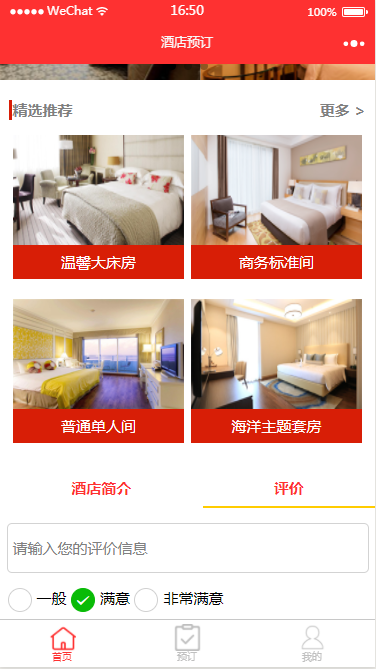 WeChat 16:50 100%
酒店预订
精选推荐 更多 >
温馨大床房 商务标准间
普通单人间 海洋主题套房
酒店简介 评价
请输入您的评价信息
一般 满意 非常满意
首页 预订 我的